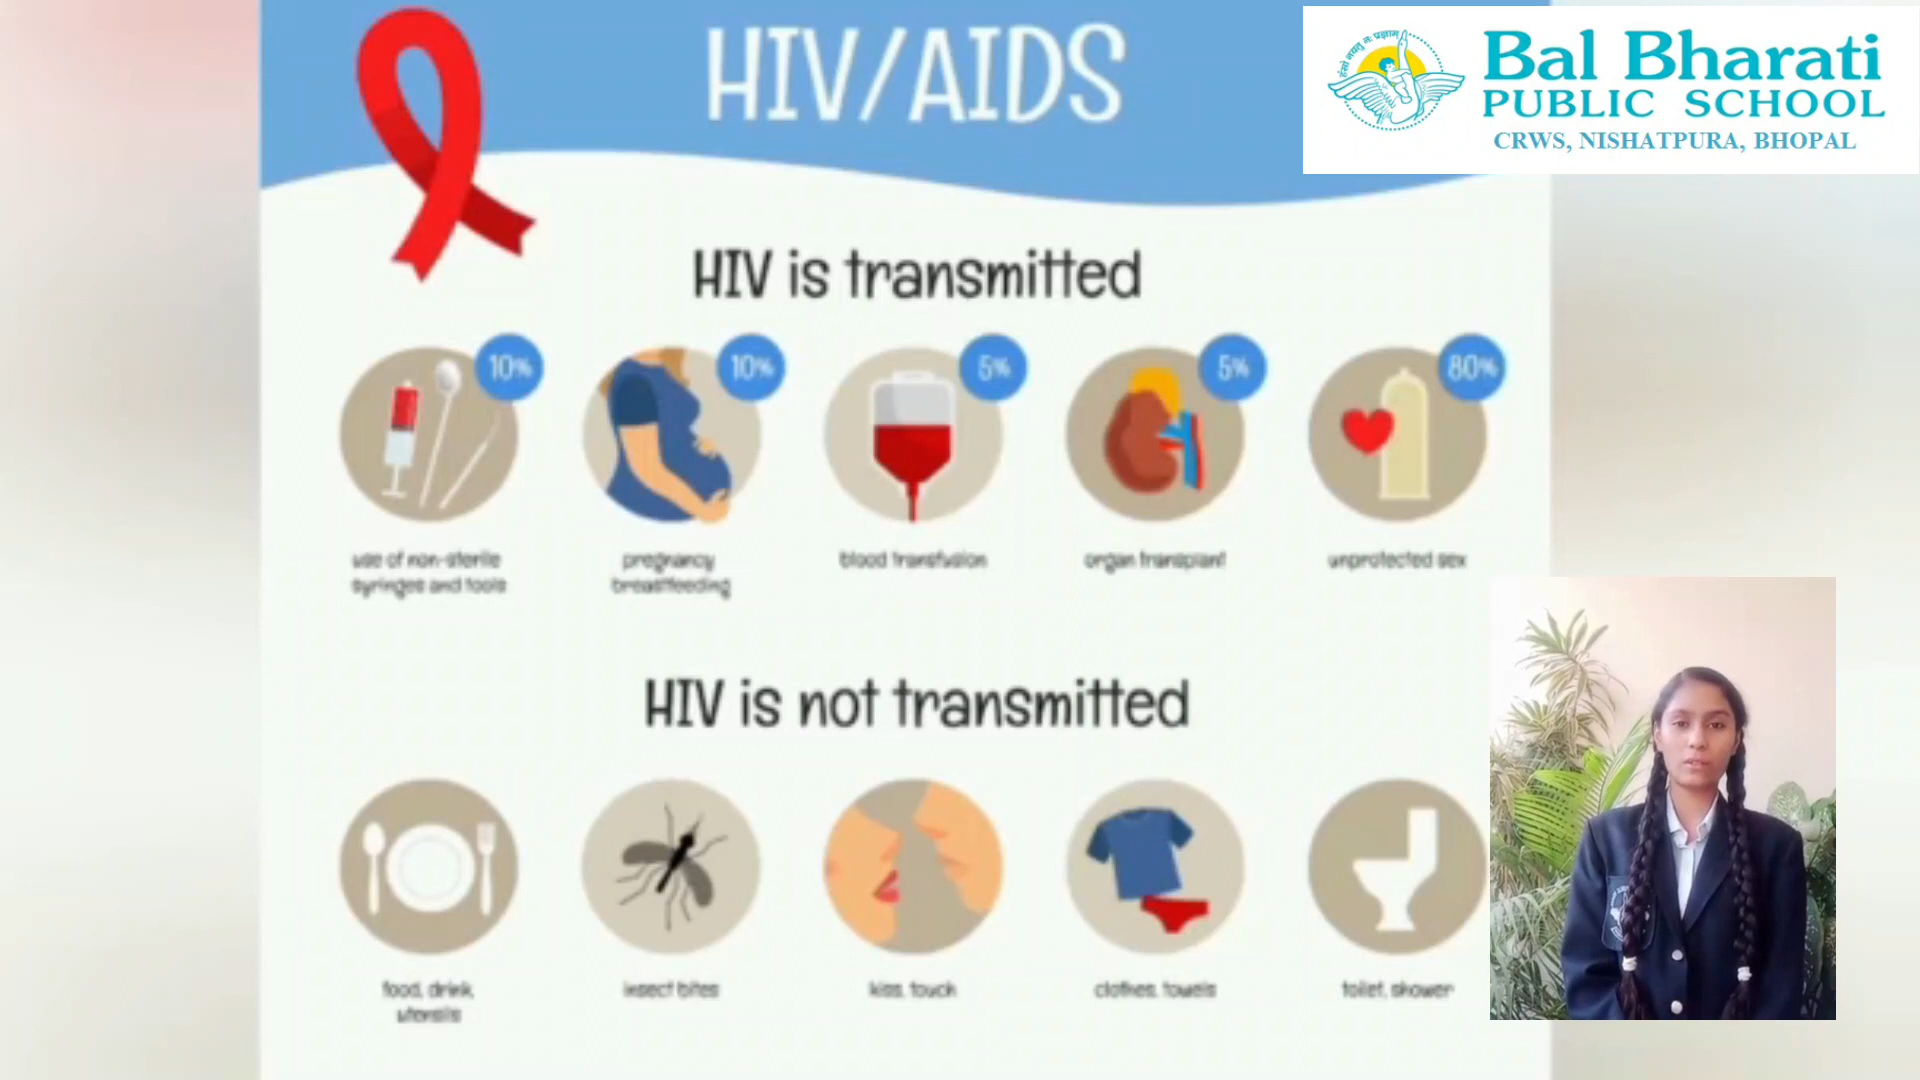 HIV/AIDS
Bal Bharati
PUBLIC SCHOOL
CRWS, NISHATPURA, BHOPAL
HIV is transmitted
10%
10%
5%
5%
80%
use of non-sterile
syringes and tools
pregnancy
breastfeeding
blood transfusion
organ transplant
unprotected sex
HIV is not transmitted
food, drink,
utensils
insect bites
kiss, touch
clothes, towels
toilet, shower